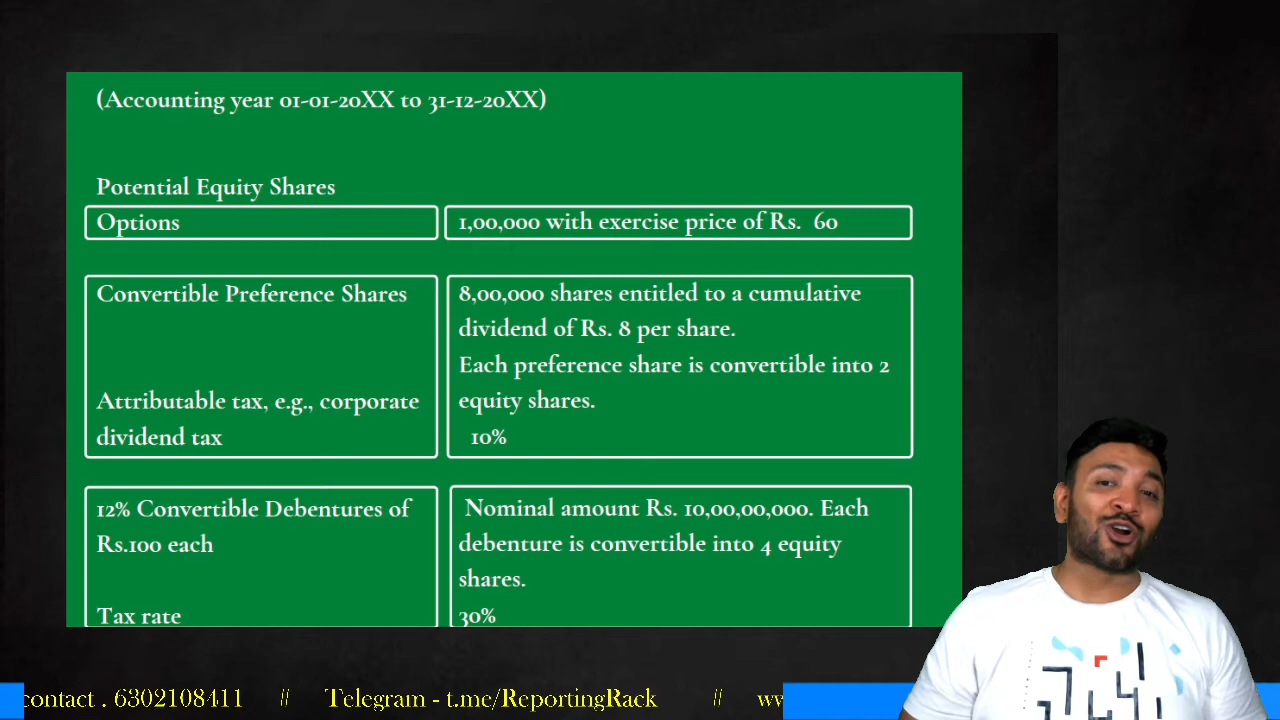 (Accounting year 01-01-20XX to 31-12-20XX)
Potential Equity Shares
Options
1,00,000 with exercise price of Rs. 60
Convertible Preference Shares
8,00,000 shares entitled to a cumulative
dividend of Rs. 8 per share.
Each preference share is convertible into 2
equity shares.
Attributable tax, e.g., corporate
dividend tax
10%
12% Convertible Debentures of
Rs.100 each
Nominal amount Rs. 10,00,00,000. Each
debenture is convertible into 4 equity
shares.
Tax rate
30%
contact . 6302108411 // Telegram - t.me/ReportingRack // ww